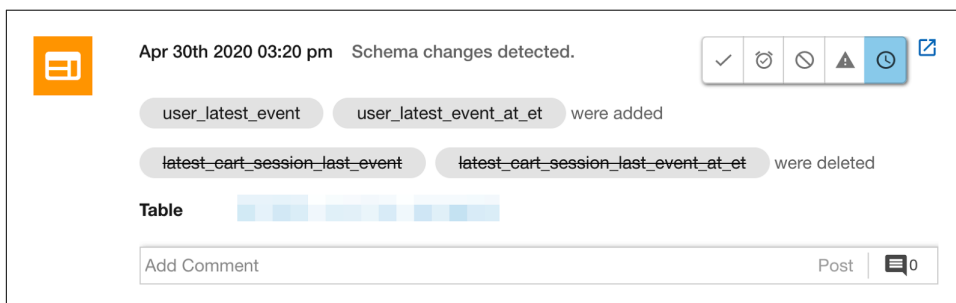 Apr 30th 2020 03:20 pm Schema changes detected.
user_latest_event user_latest_event_at_et were added
latest_cart_session_last_event latest_cart_session_last_event_at_et were deleted
Table
Add Comment Post 0